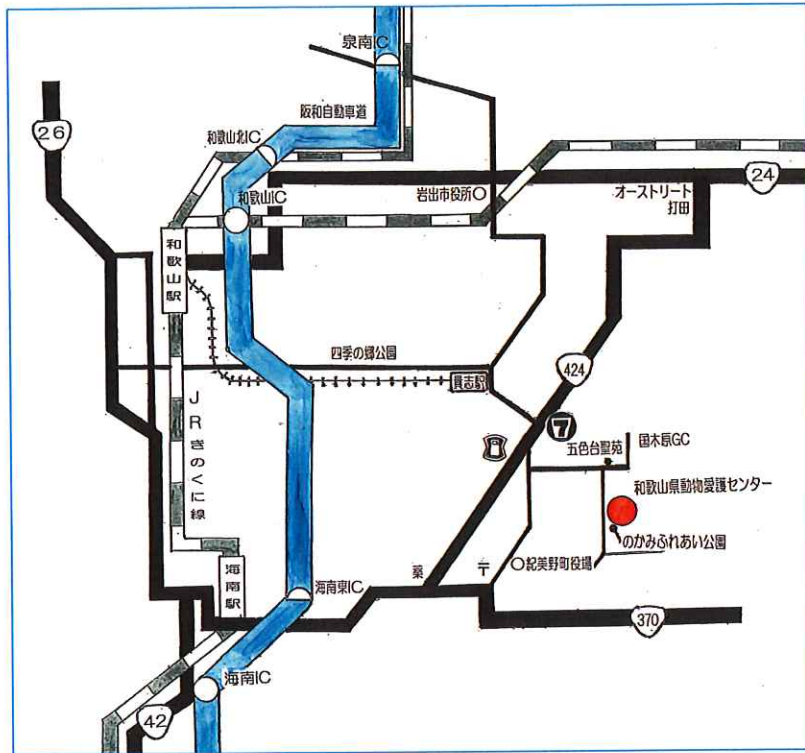 泉南IC
阪和自動車道
26
和歌山北IC
和歌山IC
岩出市役所
オーストリート
打田
24
和歌山駅
四季の郷公園
貴志駅
424
7
五色台聖苑
国木原GC
JRきのくに線
和歌山県動物愛護センター
のかみふれあい公園
薬
〒
紀美野町役場
海南駅
海南東IC
370
海南IC
42